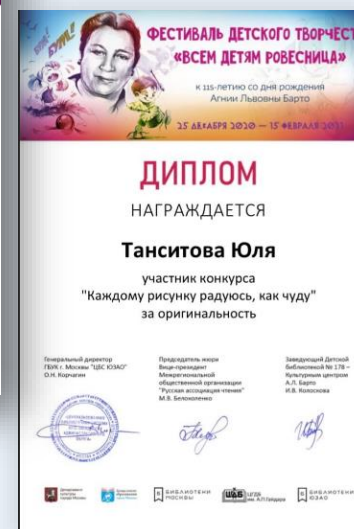 БУМ!
БУМ!
ФЕСТИВАЛЬ ДЕТСКОГО ТВОРЧЕСТ
«ВСЕМ ДЕТЯМ РОВЕСНИЦА»
к 115-летию со дня рождения
Агнии Львовны Барто
25 ДЕКАБРЯ 2020 — 15 ФЕВРАЛЯ 2021
ДИПЛОМ
НАГРАЖДАЕТСЯ
Танситова Юля
участник конкурса
"Каждому рисунку радуюсь, как чуду"
за оригинальность
Генеральный директор
ГБУК г. Москвы "ЦБС ЮЗАО"
О.Н. Корчагин
Председатель жюри
Вице-президент
Межрегиональной
общественной организации
"Русская ассоциация чтения"
М.В. Белоколенко
Заведующий Детской
библиотекой № 178 –
Культурным центром
А.Л. Барто
И.В. Колоскова
БИБЛИОТЕКИ
МОСКВЫ
БИБЛИОТЕКИ
ЮЗАО